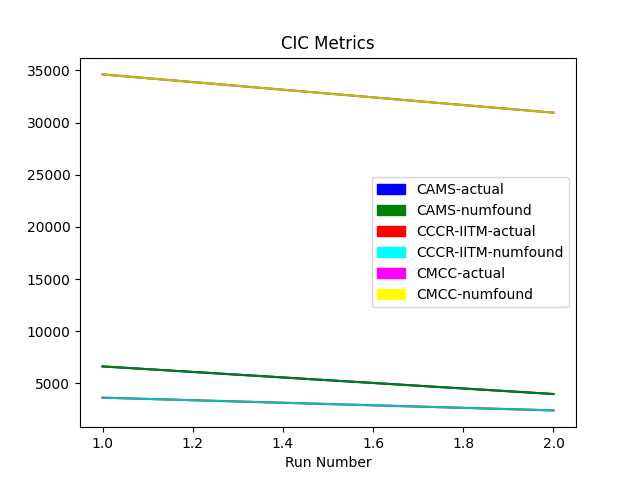 CIC Metrics
35000
30000
25000
20000
15000
10000
5000
CAMS-actual
CAMS-numfound
CCCR-IITM-actual
CCCR-IITM-numfound
CMCC-actual
CMCC-numfound
1.0 1.2 1.4 1.6 1.8 2.0
Run Number